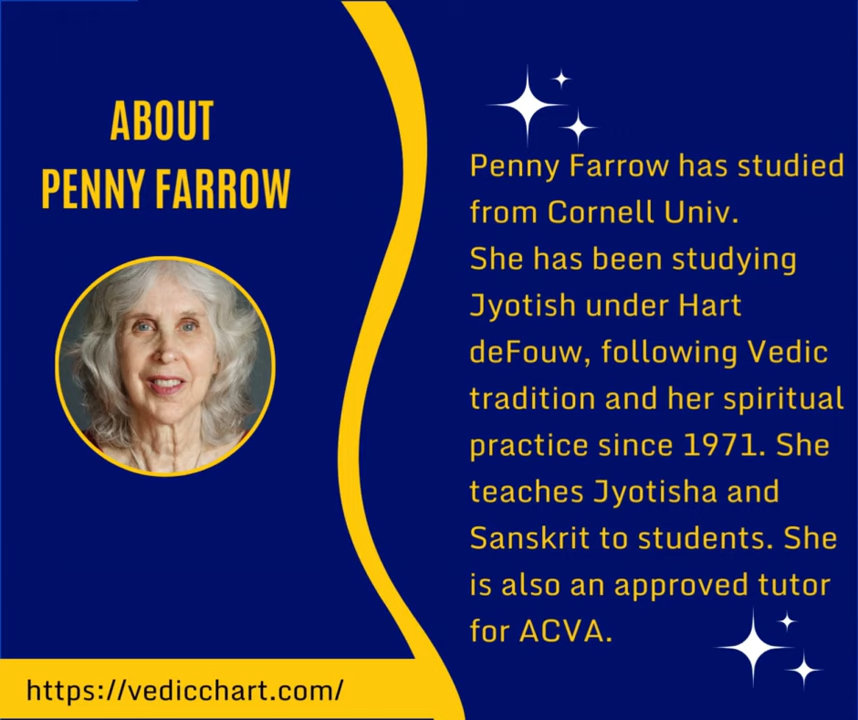 ABOUT
PENNY FARROW
Penny Farrow has studied
from Cornell Univ.
She has been studying
Jyotish under Hart
deFouw, following Vedic
tradition and her spiritual
practice since 1971. She
teaches Jyotisha and
Sanskrit to students. She
is also an approved tutor
for ACVA.
https://vedicchart.com/